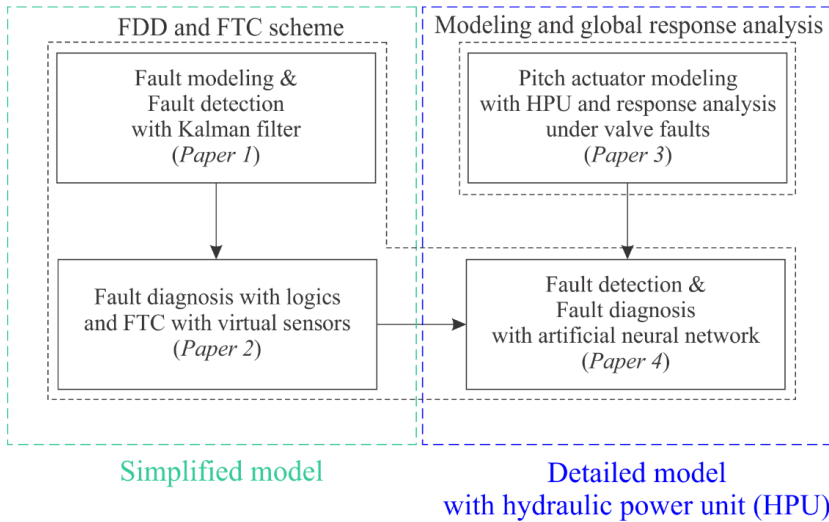 FDD and FTC scheme
Fault modeling &
Fault detection
with Kalman filter
(Paper 1)
Fault diagnosis with logics
and FTC with virtual sensors
(Paper 2)
Simplified model
Modeling and global response analysis
Pitch actuator modeling
with HPU and response analysis
under valve faults
(Paper 3)
Fault detection &
Fault diagnosis
with artificial neural network
(Paper 4)
Detailed model
with hydraulic power unit (HPU)